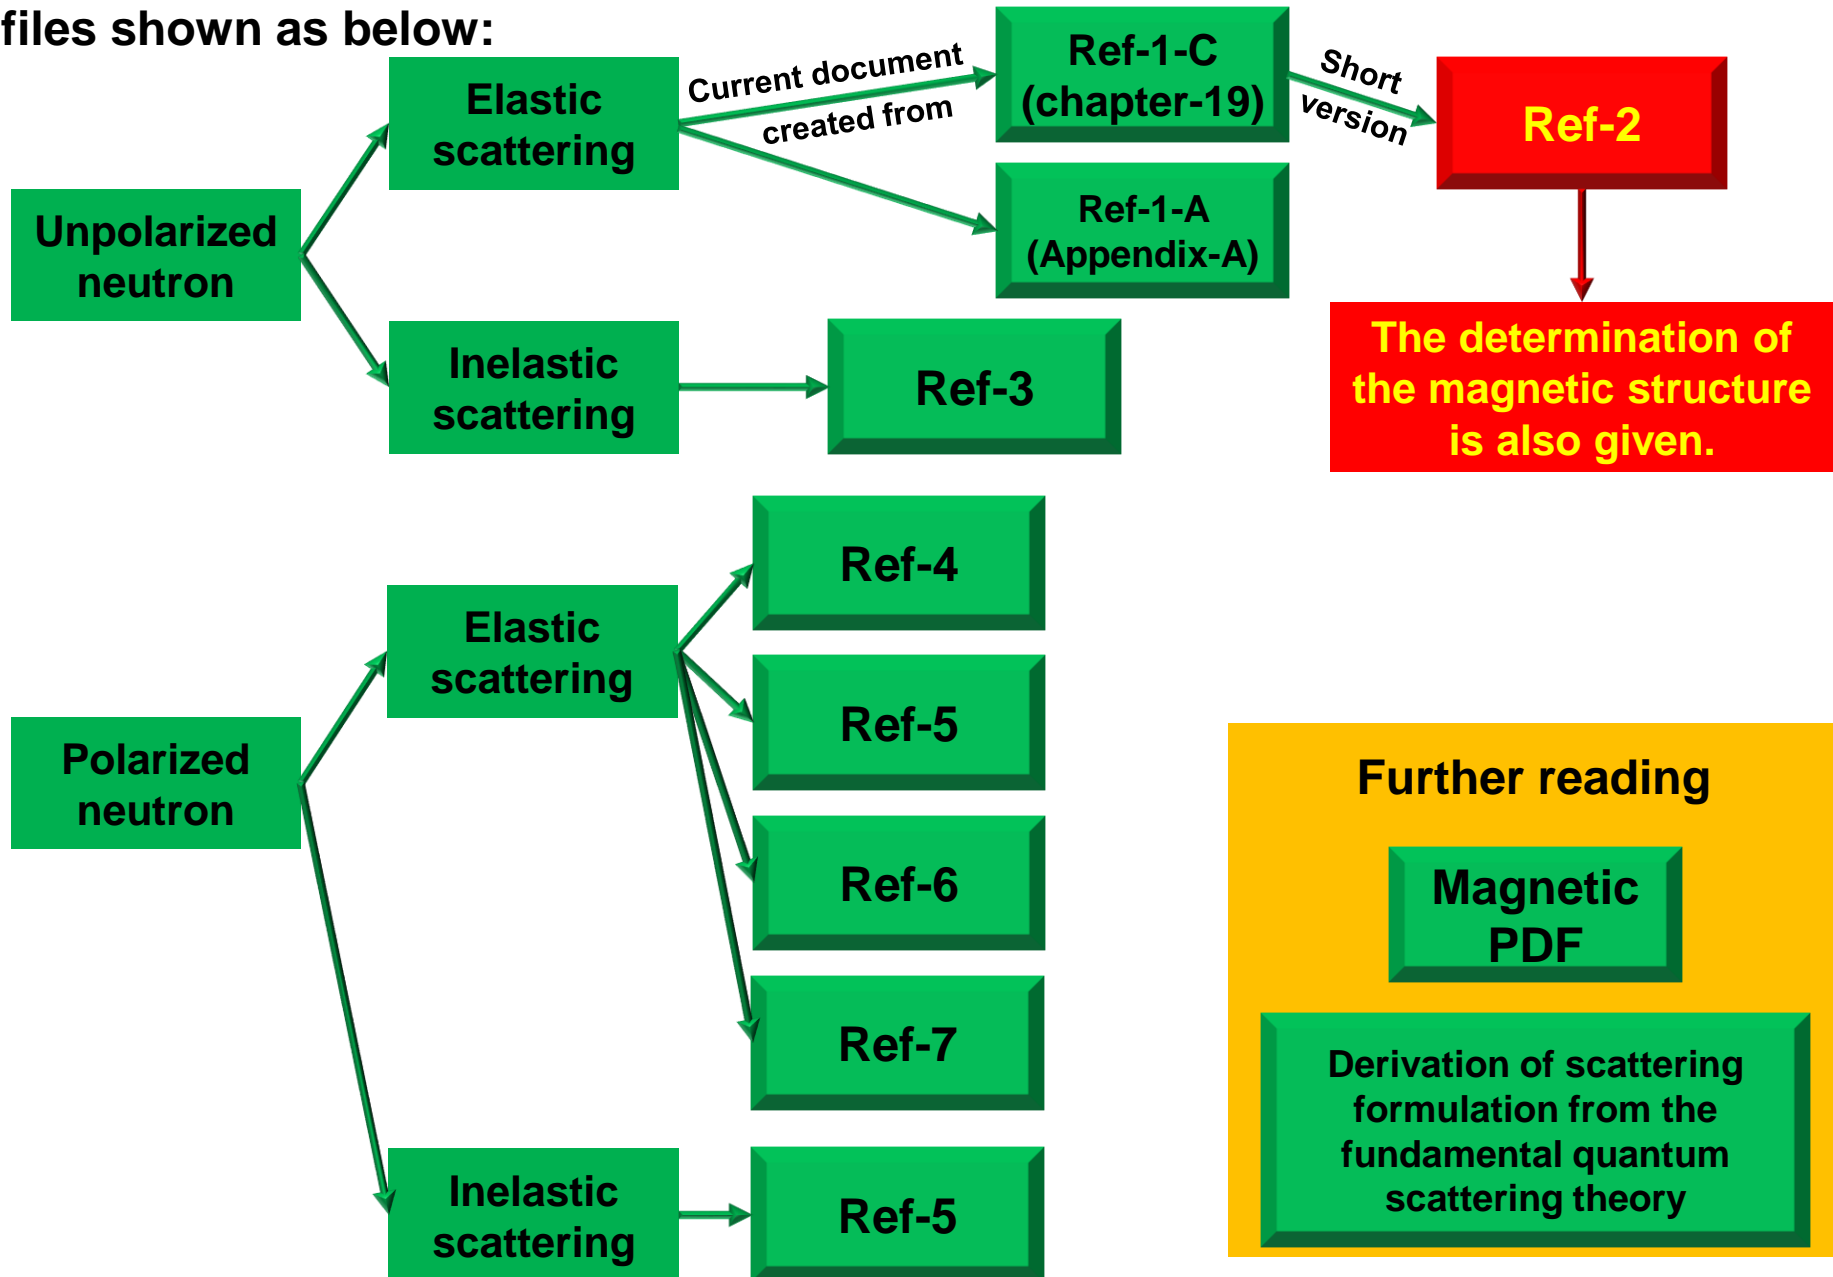 files shown as below:
Unpolarized
neutron
Elastic
scattering
Current document
created from
Ref-1-C
(chapter-19)
Short
version
Ref-2
Ref-1-A
(Appendix-A)
The determination of
the magnetic structure
is also given.
Inelastic
scattering
Ref-3
Polarized
neutron
Elastic
scattering
Ref-4
Ref-5
Ref-6
Ref-7
Inelastic
scattering
Ref-5
Further reading
Magnetic
PDF
Derivation of scattering
formulation from the
fundamental quantum
scattering theory